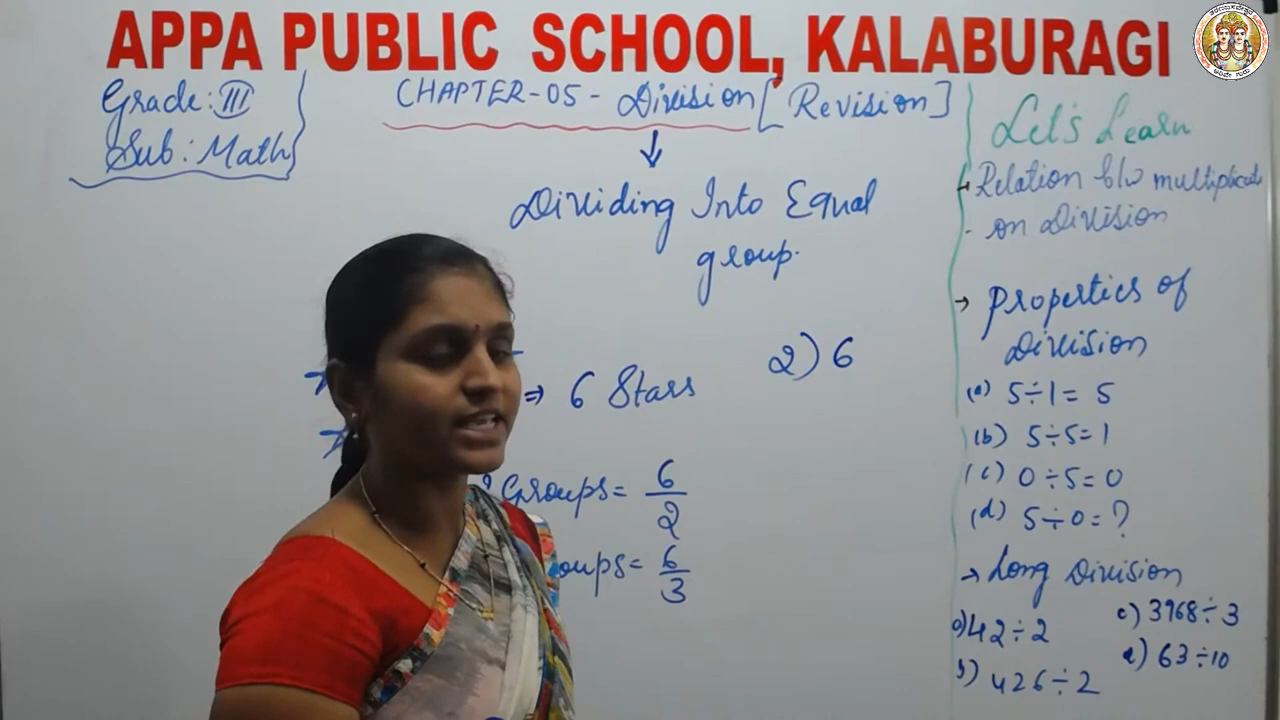 APPA PUBLIC SCHOOL, KALABURAGI
Grade: III
Sub: Math
CHAPTER-05 - Division [Revision]
↓
Dividing Into Equal
group.
⇒ 6 Stars
2) 6
Groups = 6/2
oups = 6/3
Let's Learn
→ Relation b/w multiplicati
- on Division
→ Properties of
Division
(a) 5÷1= 5
(b) 5÷5=1
(c) 0÷5=0
(d) 5÷0=?
→ Long Division
a) 42÷2
c) 3968÷3
b) 426÷2
d) 63÷10